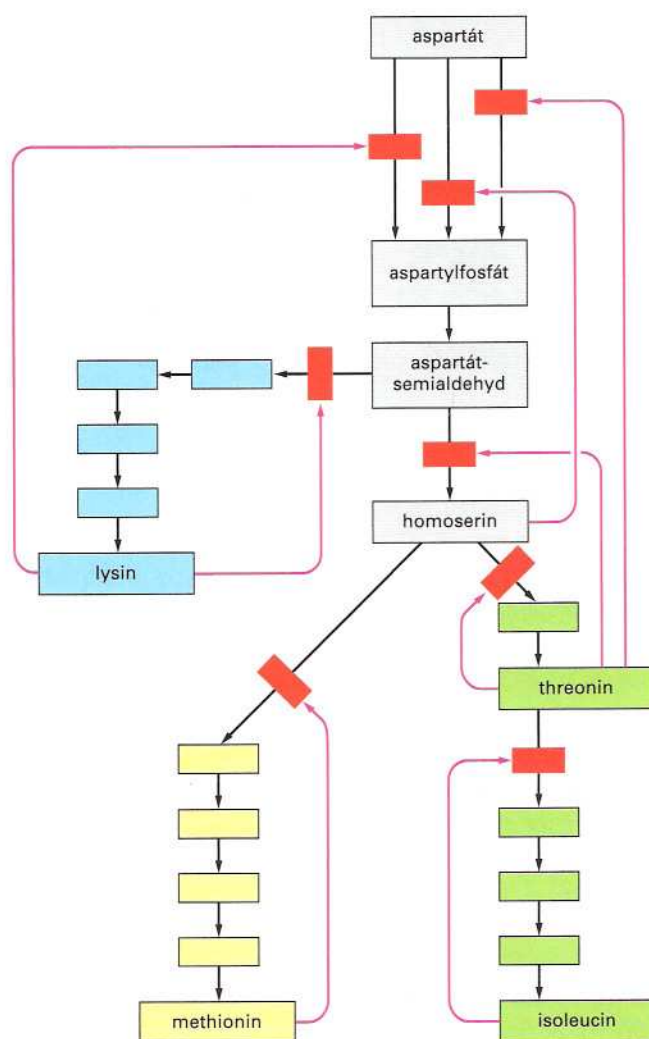 aspartát
aspartylfosfát
aspartát-
semialdehyd
homoserin
lysin
threonin
methionin
isoleucin